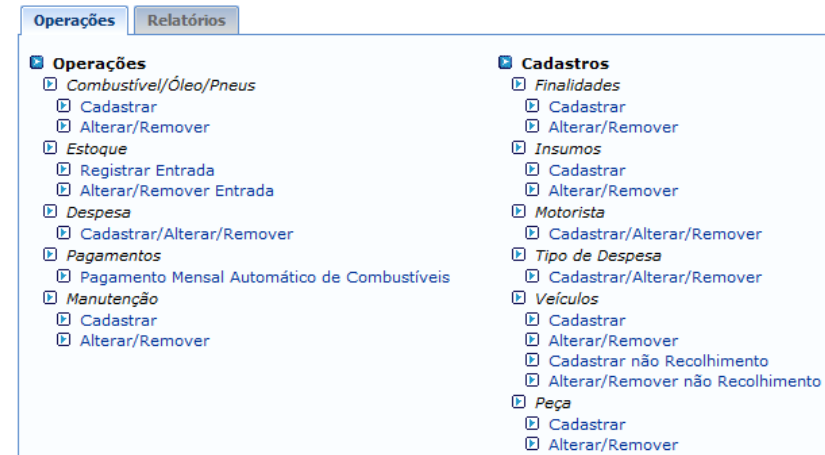 Operações
Relatórios
Operações
Combustível/Óleo/Pneus
Cadastrar
Alterar/Remover
Estoque
Registrar Entrada
Alterar/Remover Entrada
Despesa
Cadastrar/Alterar/Remover
Pagamentos
Pagamento Mensal Automático de Combustíveis
Manutenção
Cadastrar
Alterar/Remover
Cadastros
Finalidades
Cadastrar
Alterar/Remover
Insumos
Cadastrar
Alterar/Remover
Motorista
Cadastrar/Alterar/Remover
Tipo de Despesa
Cadastrar/Alterar/Remover
Veículos
Cadastrar
Alterar/Remover
Cadastrar não Recolhimento
Alterar/Remover não Recolhimento
Peça
Cadastrar
Alterar/Remover